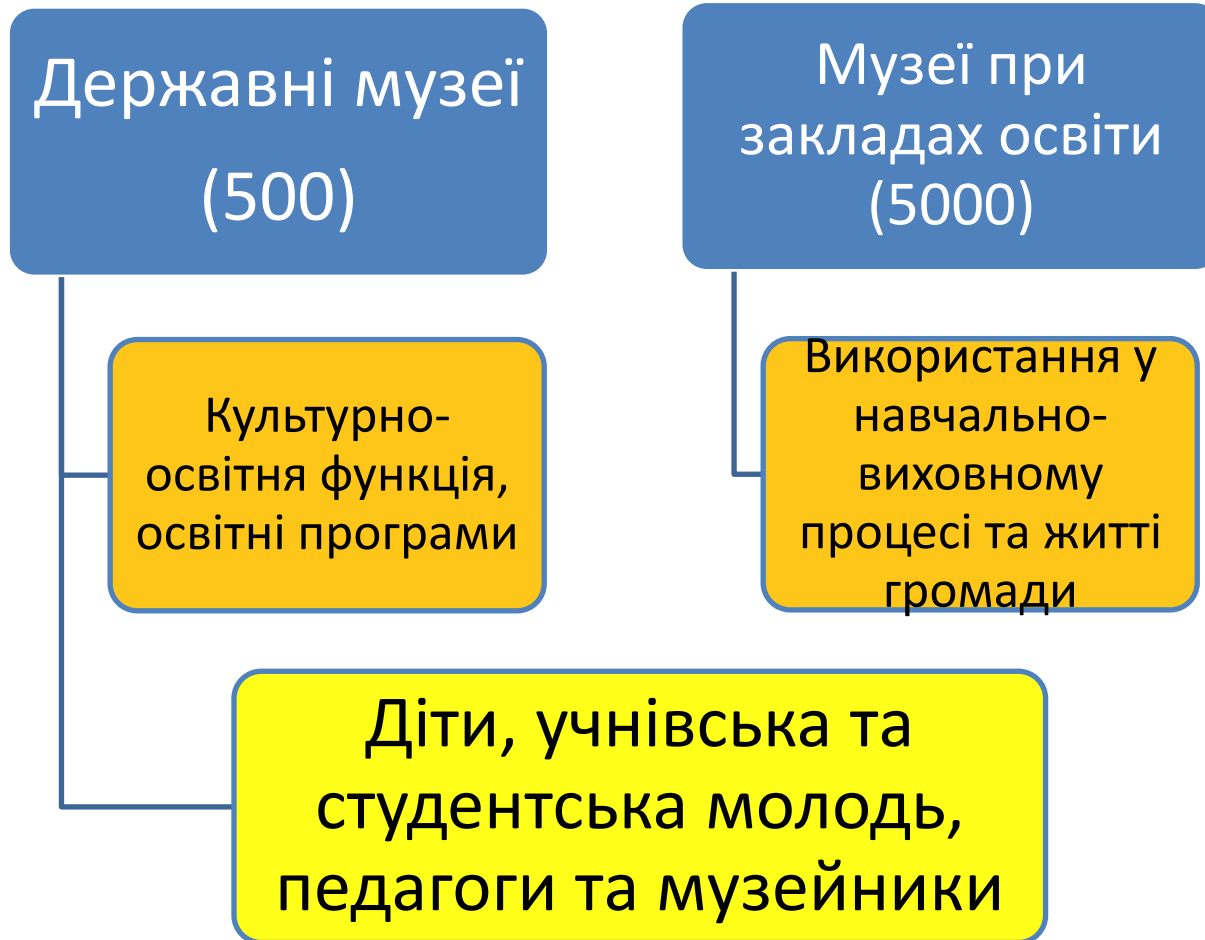 Державні музеї
(500)
Музеї при
закладах освіти
(5000)
Культурно-
освітня функція,
освітні програми
Використання у
навчально-
виховному
процесі та житті
громади
Діти, учнівська та
студентська молодь,
педагоги та музейники